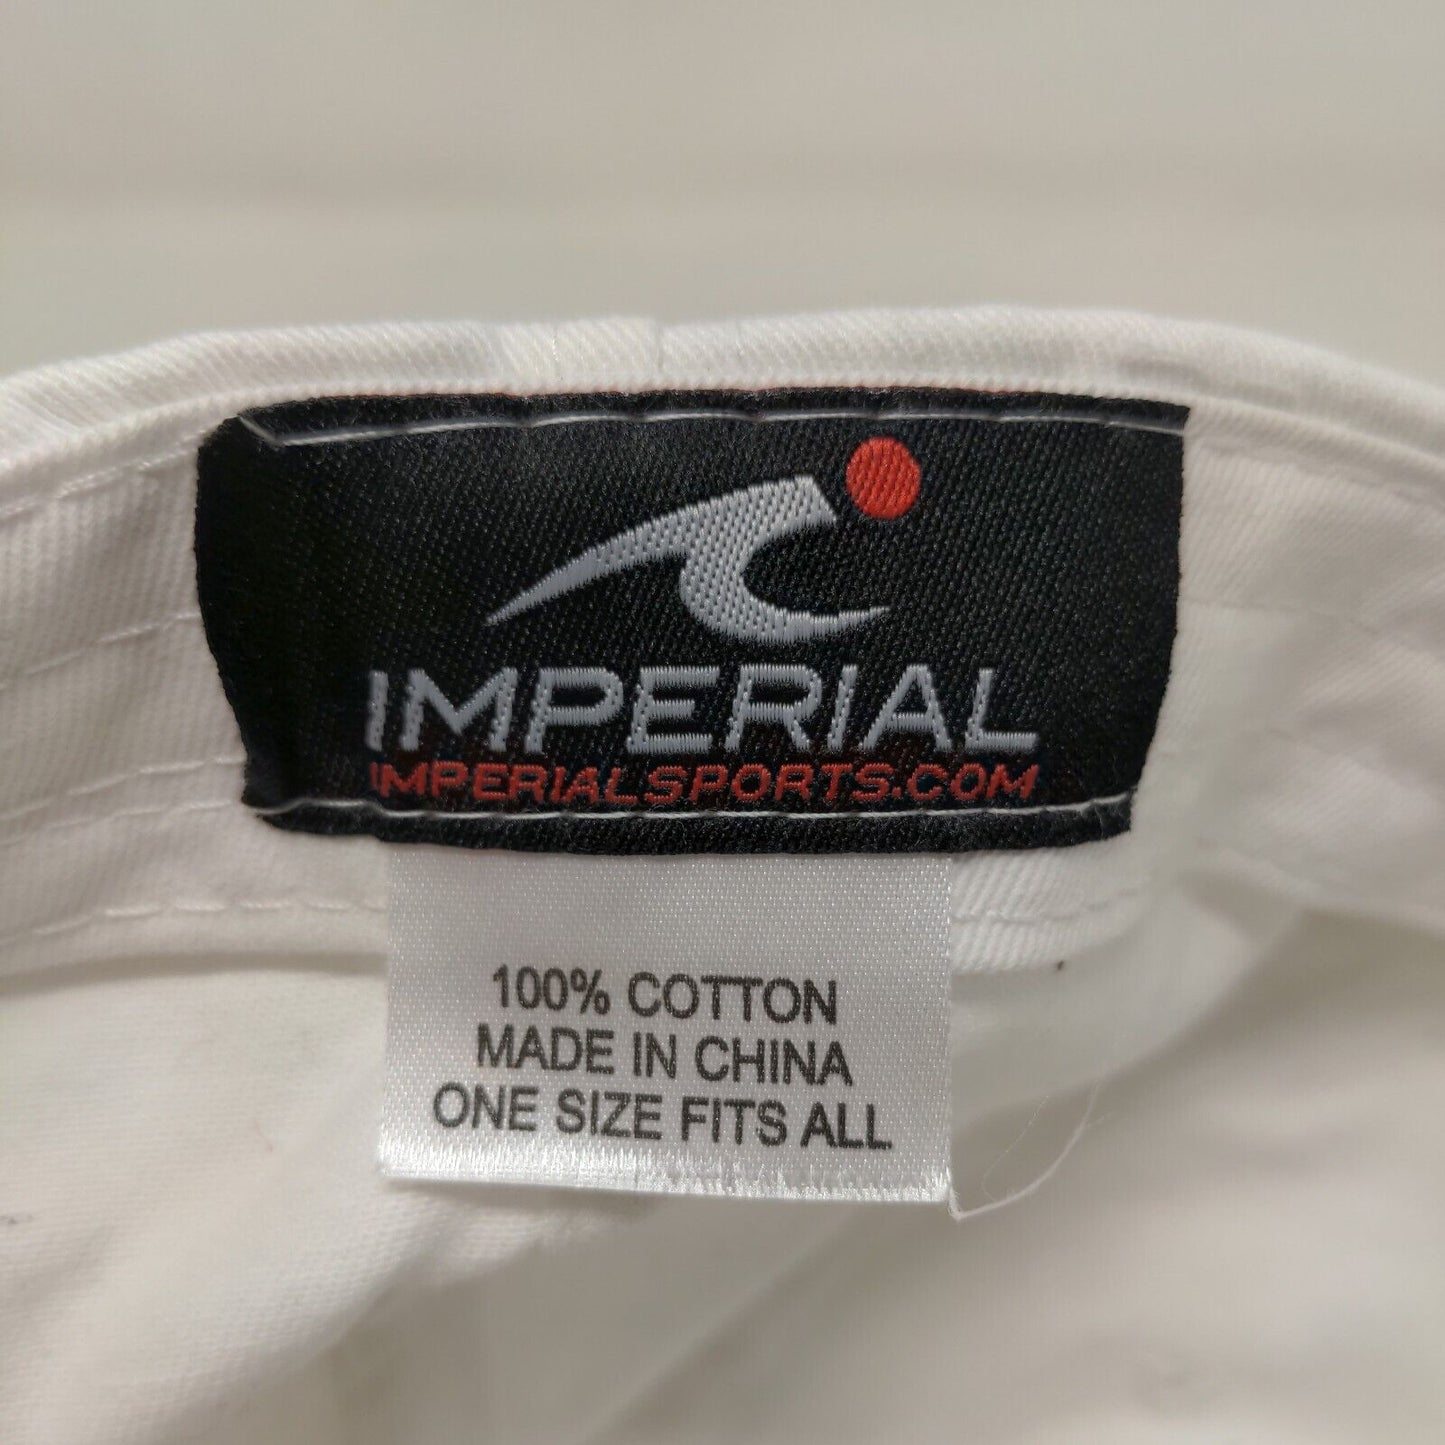 IMPERIAL
IMPERIALSPORTS.COM
100% COTTON
MADE IN CHINA
ONE SIZE FITS ALL